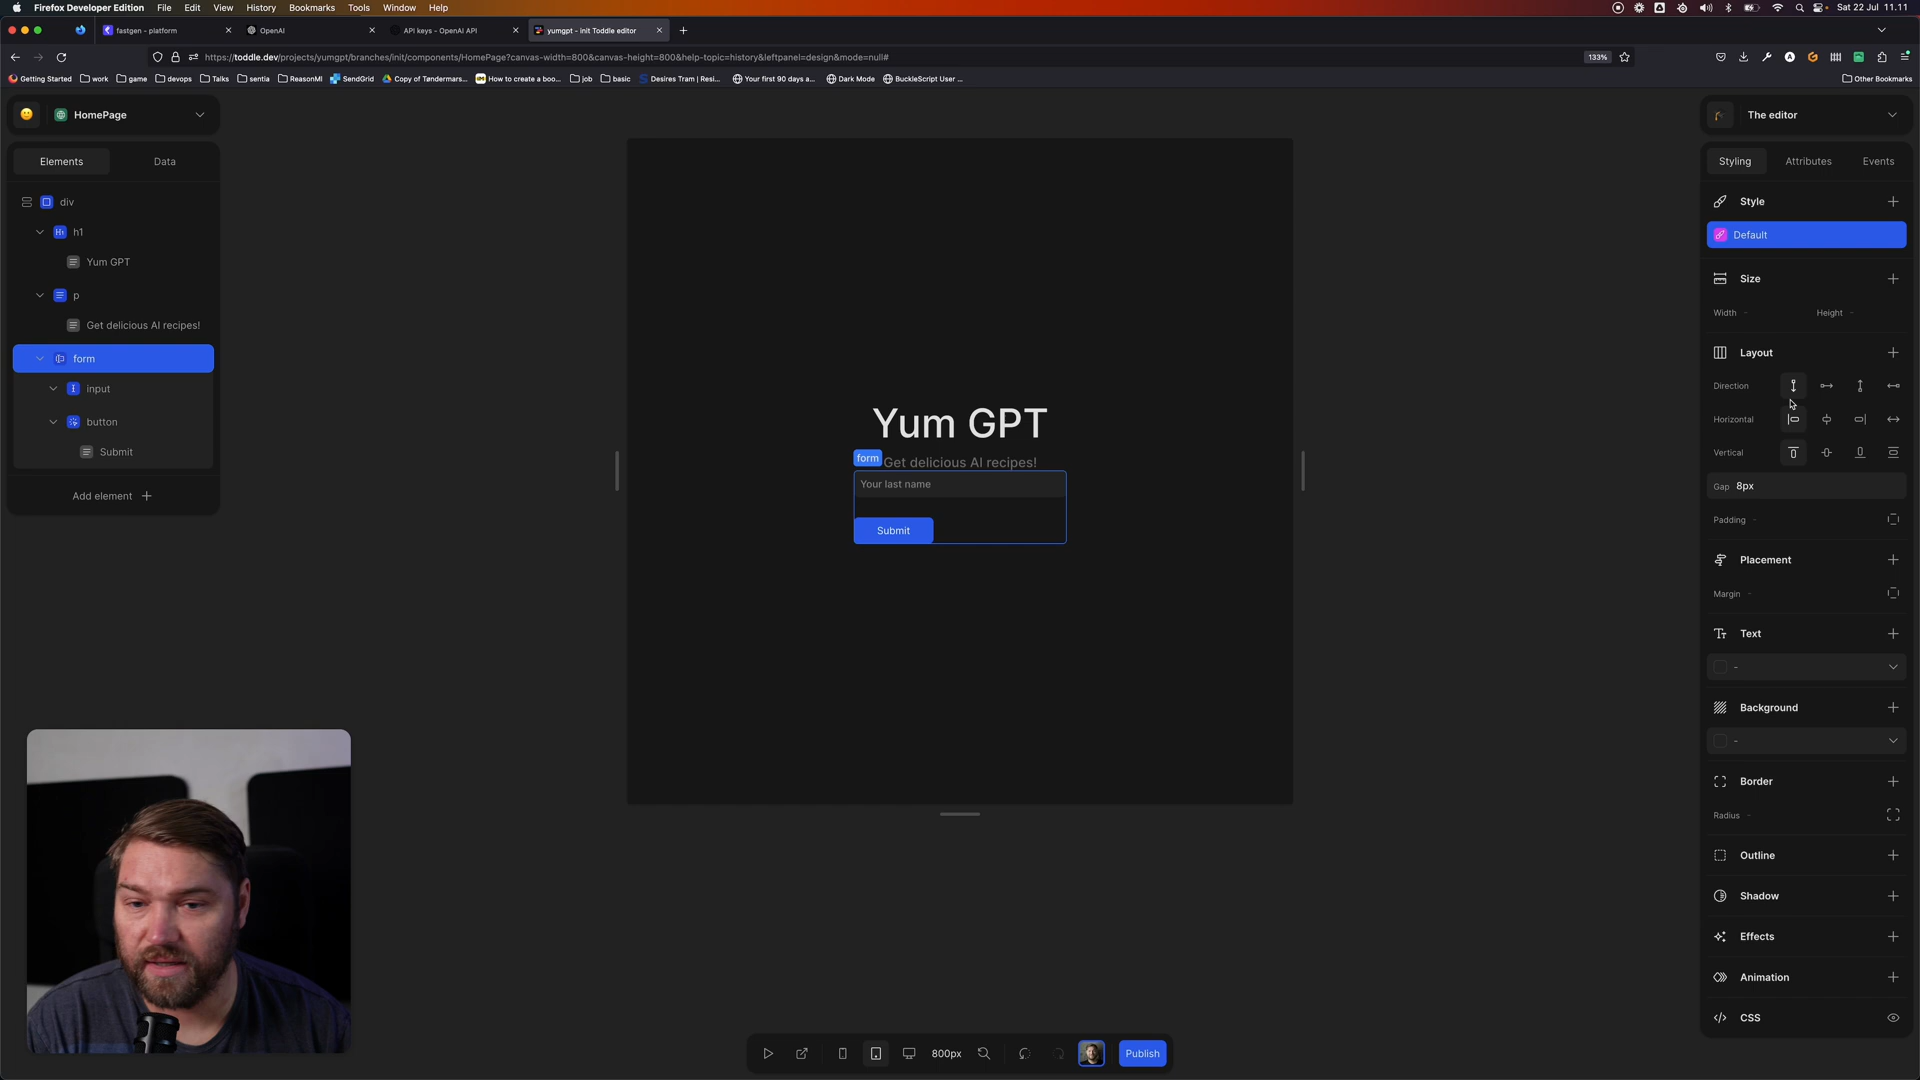 Firefox Developer Edition File Edit View History Bookmarks Tools Window Help
Sat 22 Jul 11.11
fastgen - platform
OpenAI
API keys - OpenAI API
yumgpt - init Toddle editor
https://toddle.dev/projects/yumgpt/branches/init/components/HomePage?canvas-width=800&canvas-height=800&help-topic=history&leftpanel=design&mode=null#
133%
Getting Started work game devops Talks sentia ReasonMl SendGrid Copy of Tøndermars... How to create a boo... job basic Desires Tram | Resi... Your first 90 days a... Dark Mode BuckleScript User ...
Other Bookmarks
HomePage
Elements Data
div
h1
Yum GPT
p
Get delicious AI recipes!
form
input
button
Submit
Add element
Yum GPT
form
Get delicious AI recipes!
Your last name
Submit
800px
Publish
The editor
Styling Attributes Events
Style
Default
Size
Width - Height -
Layout
Direction
Horizontal
Vertical
Gap 8px
Padding -
Placement
Margin -
Text
-
Background
-
Border
Radius -
Outline
Shadow
Effects
Animation
CSS